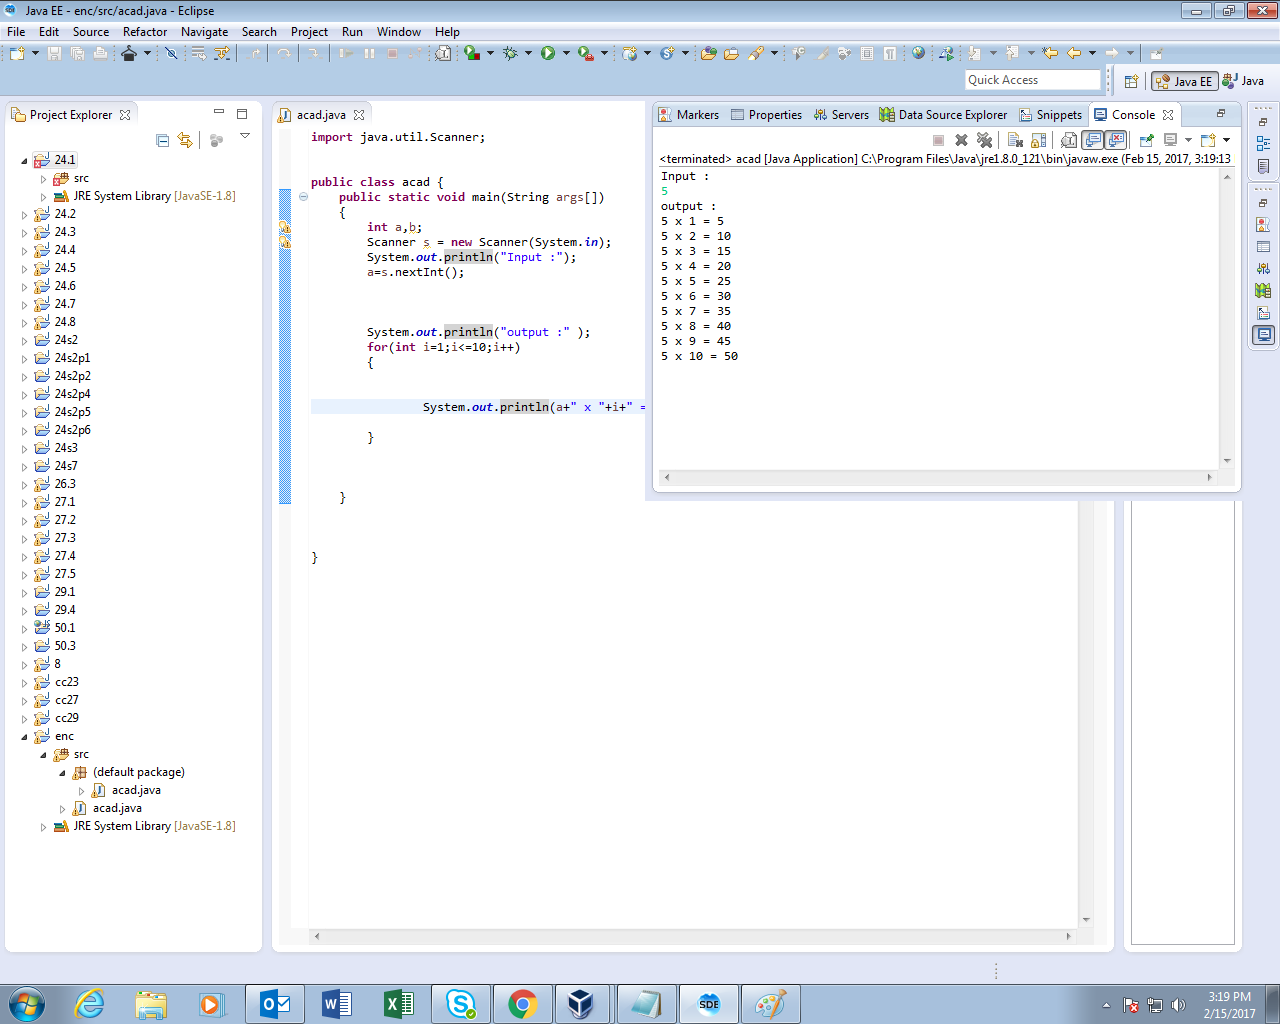 Java EE - enc/src/acad.java - Eclipse
File Edit Source Refactor Navigate Search Project Run Window Help
Quick Access
Java EE
Java
Project Explorer
24.1
src
JRE System Library [JavaSE-1.8]
24.2
24.3
24.4
24.5
24.6
24.7
24.8
24s2
24s2p1
24s2p2
24s2p4
24s2p5
24s2p6
24s3
24s7
26.3
27.1
27.2
27.3
27.4
27.5
29.1
29.4
50.1
50.3
8
cc23
cc27
cc29
enc
src
(default package)
acad.java
acad.java
JRE System Library [JavaSE-1.8]
acad.java
import java.util.Scanner;
public class acad {
public static void main(String args[])
{
int a,b;
Scanner s = new Scanner(System.in);
System.out.println("Input :");
a=s.nextInt();
System.out.println("output :" );
for(int i=1;i<=10;i++)
{
System.out.println(a+" x "+i+" =
}
}
}
Markers Properties Servers Data Source Explorer Snippets Console
<terminated> acad [Java Application] C:\Program Files\Java\jre1.8.0_121\bin\javaw.exe (Feb 15, 2017, 3:19:13
Input :
5
output :
5 x 1 = 5
5 x 2 = 10
5 x 3 = 15
5 x 4 = 20
5 x 5 = 25
5 x 6 = 30
5 x 7 = 35
5 x 8 = 40
5 x 9 = 45
5 x 10 = 50
SDE
3:19 PM
2/15/2017